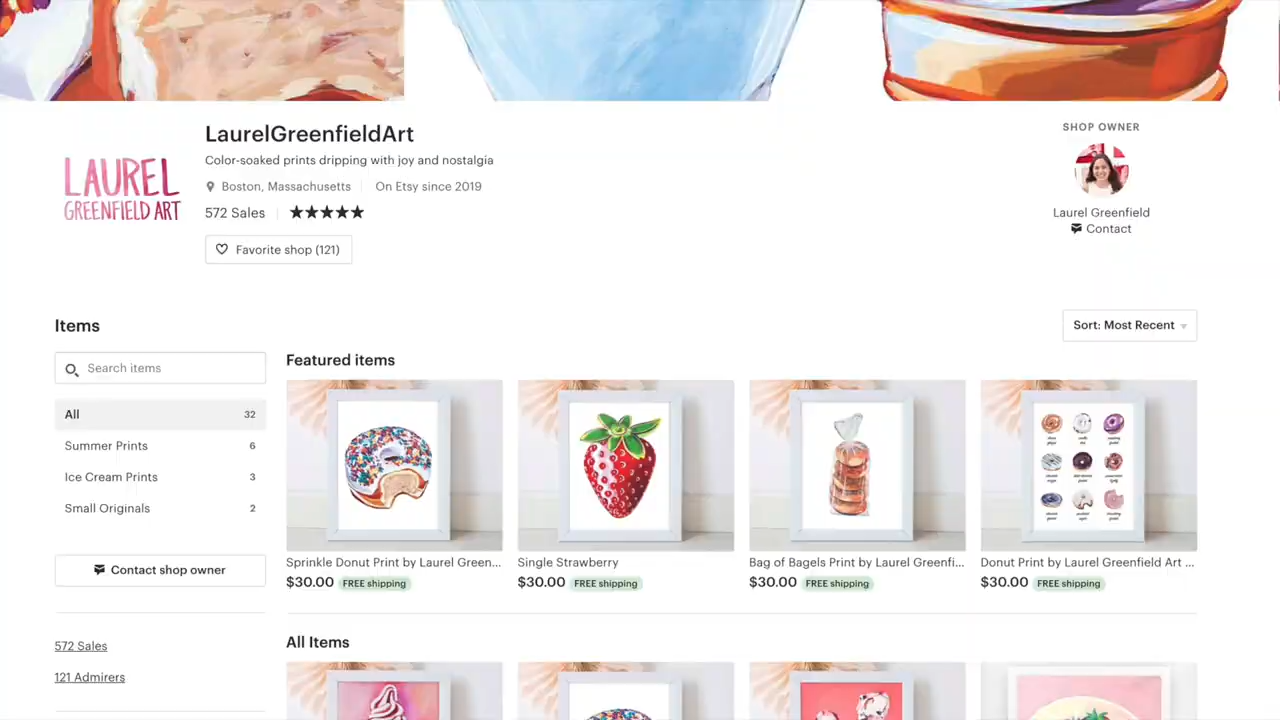 LaurelGreenfieldArt
Color-soaked prints dripping with joy and nostalgia
Boston, Massachusetts
On Etsy since 2019
572 Sales
Favorite shop (121)
LAUREL
GREENFIELD ART
SHOP OWNER
Laurel Greenfield
Contact
Items
Sort: Most Recent
Search items
All 32
Summer Prints 6
Ice Cream Prints 3
Small Originals 2
Contact shop owner
572 Sales
121 Admirers
Featured items
Sprinkle Donut Print by Laurel Green...
$30.00 FREE shipping
Single Strawberry
$30.00 FREE shipping
Bag of Bagels Print by Laurel Greenfi...
$30.00 FREE shipping
Donut Print by Laurel Greenfield Art ...
$30.00 FREE shipping
All Items